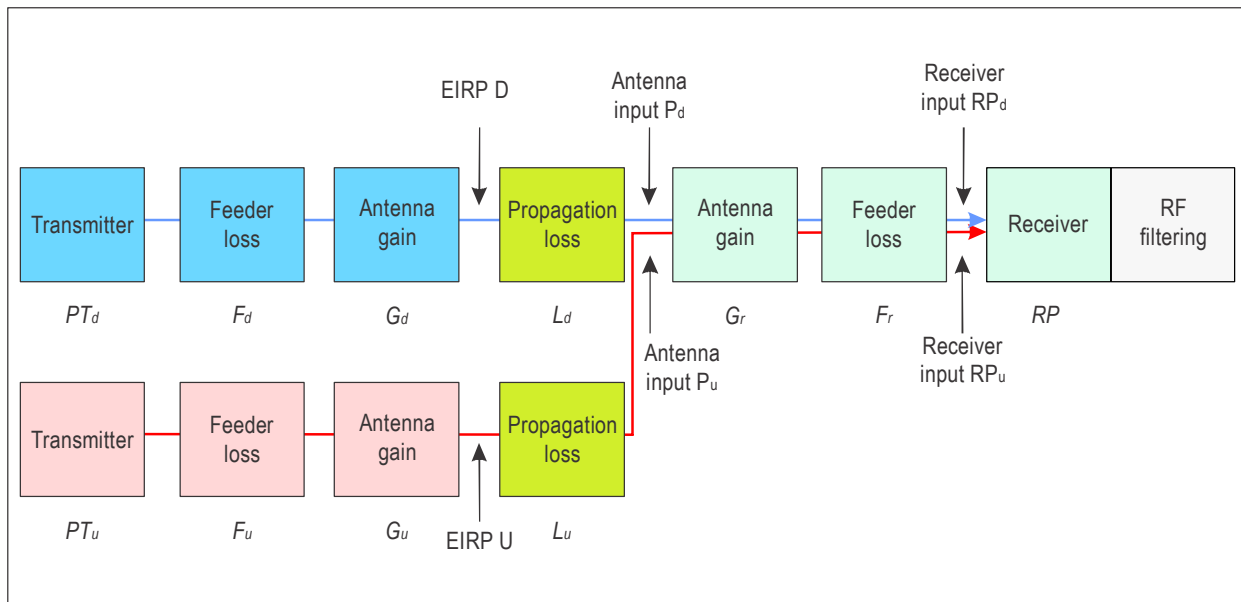 EIRP D
Antenna
input Pd
Receiver
input RPd
Transmitter
Feeder
loss
Antenna
gain
Propagation
loss
Antenna
gain
Feeder
loss
Receiver
RF
filtering
PTd
Fd
Gd
Ld
Gr
Fr
RP
Antenna
input Pu
Receiver
input RPu
Transmitter
Feeder
loss
Antenna
gain
Propagation
loss
PTu
Fu
Gu
EIRP U
Lu